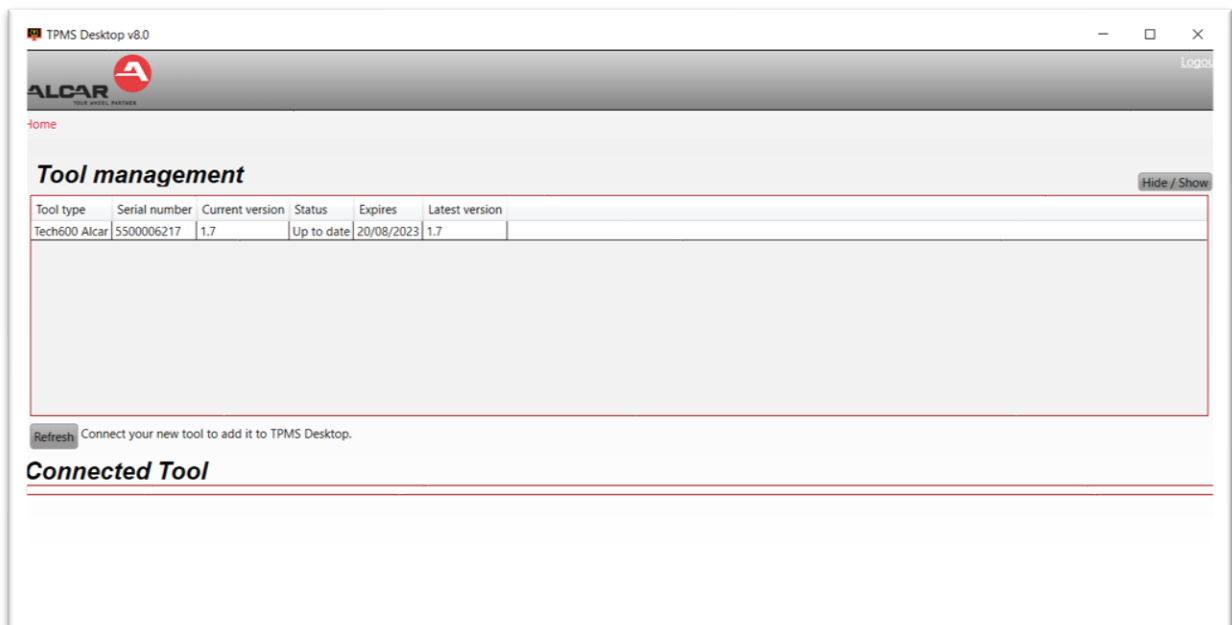 TPMS Desktop v8.0
Logou
ALCAR
YOUR WHEEL PARTNER
Home
Tool management
Hide / Show
Tool type Serial number Current version Status Expires Latest version
Tech600 Alcar 5500006217 1.7 Up to date 20/08/2023 1.7
Refresh Connect your new tool to add it to TPMS Desktop.
Connected Tool